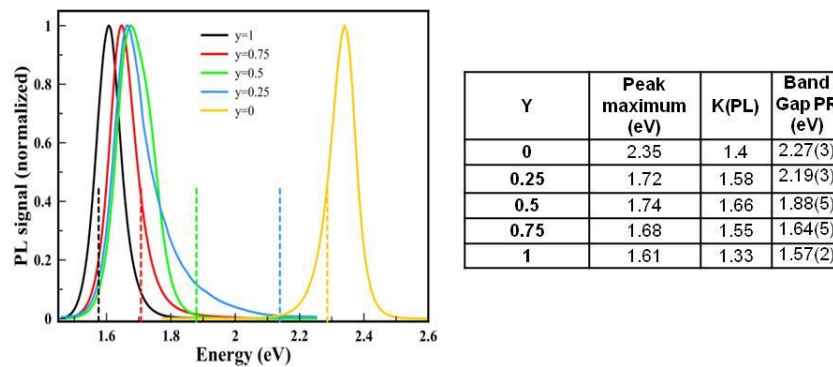 PL signal (normalized)
1
0.8
0.6
0.4
0.2
0
y=1
y=0.75
y=0.5
y=0.25
y=0
1.6 1.8 2 2.2 2.4 2.6
Energy (eV)
Y Peak maximum (eV) K(PL) Band Gap PR (eV)
0 2.35 1.4 2.27(3)
0.25 1.72 1.58 2.19(3)
0.5 1.74 1.66 1.88(5)
0.75 1.68 1.55 1.64(5)
1 1.61 1.33 1.57(2)